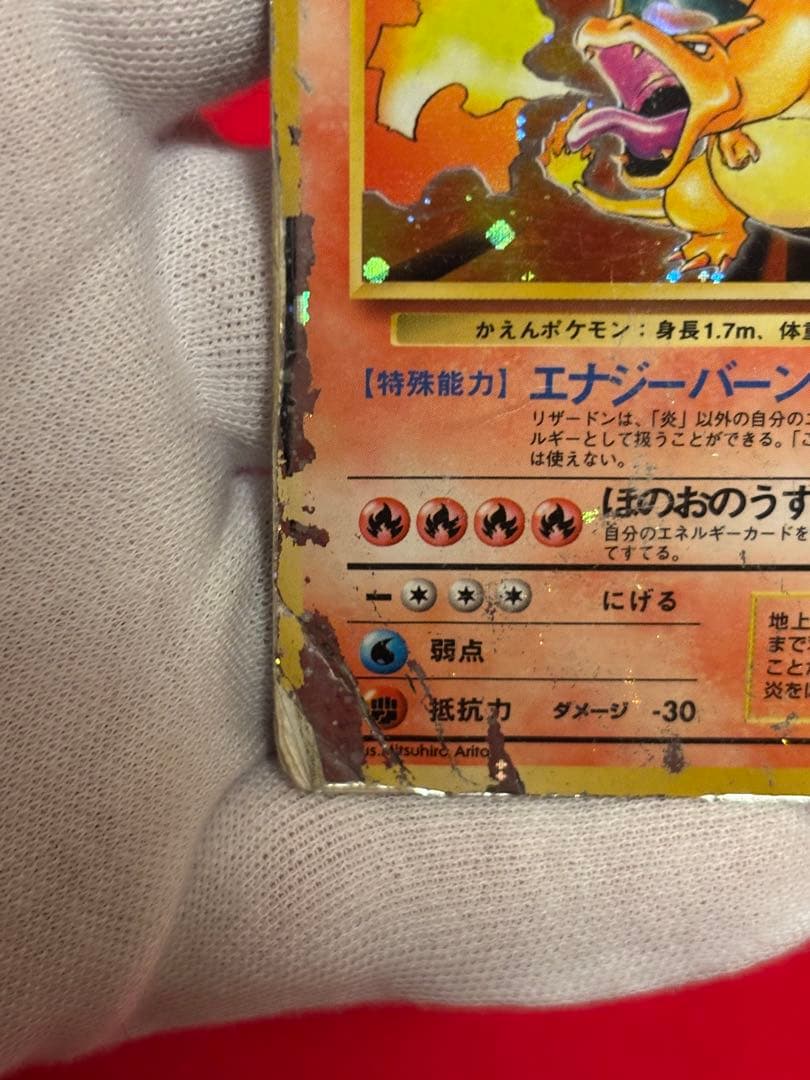 かえんポケモン：身長1.7m、体
【特殊能力】エナジーバーン
リザードンは、「炎」以外の自分の
ルギーとして扱うことができる。「こ
は使えない。
ほのおのうず
自分のエネルギーカードを
てすてる。
にげる
弱点
抵抗力 ダメージ -30
地上
まで
ことが
炎を
us.Mitsuhiro Arita